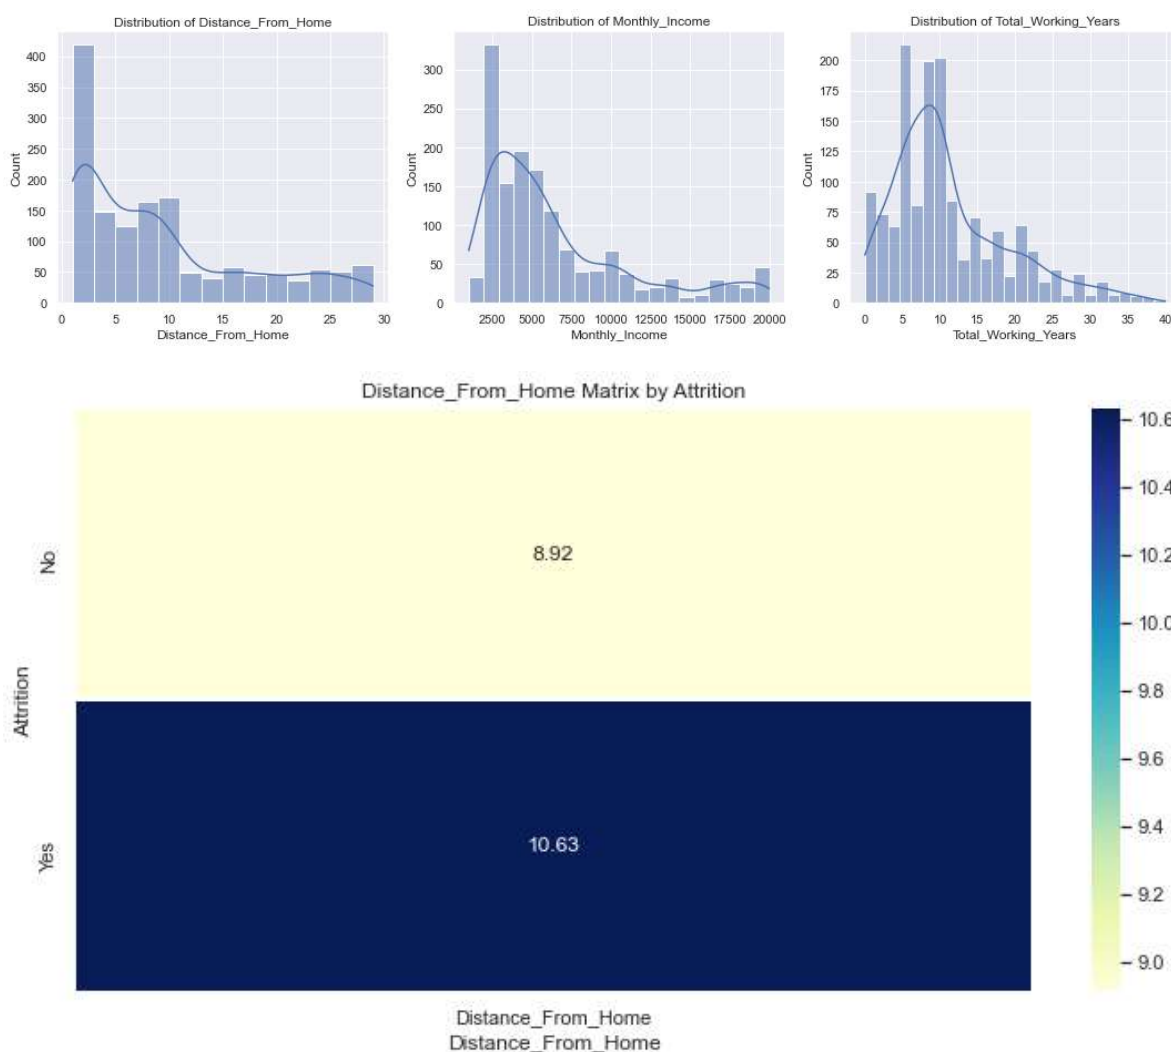 Distribution of Distance_From_Home
400
350
300
250
200
150
100
50
0
Count
0 5 10 15 20 25 30
Distance_From_Home
Distribution of Monthly_Income
300
250
200
150
100
50
0
Count
2500 5000 7500 10000 12500 15000 17500 20000
Monthly_Income
Distribution of Total_Working_Years
200
175
150
125
100
75
50
25
0
Count
0 5 10 15 20 25 30 35 40
Total_Working_Years
Distance_From_Home Matrix by Attrition
Attrition
No
8.92
Yes
10.63
Distance_From_Home
Distance_From_Home
10.6
10.4
10.2
10.0
9.8
9.6
9.4
9.2
9.0